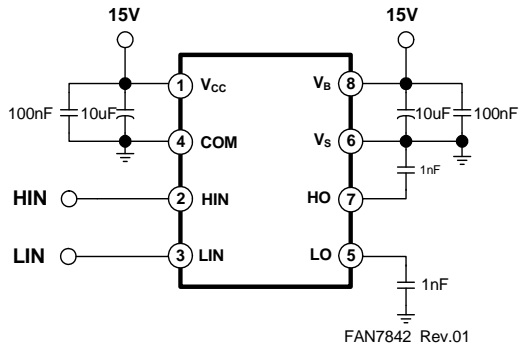 15V
15V
1 VCC
VB 8
100nF
10uF
10uF
100nF
4 COM
VS 6
1nF
HIN
2 HIN
HO 7
LIN
3 LIN
LO 5
1nF
FAN7842 Rev.01